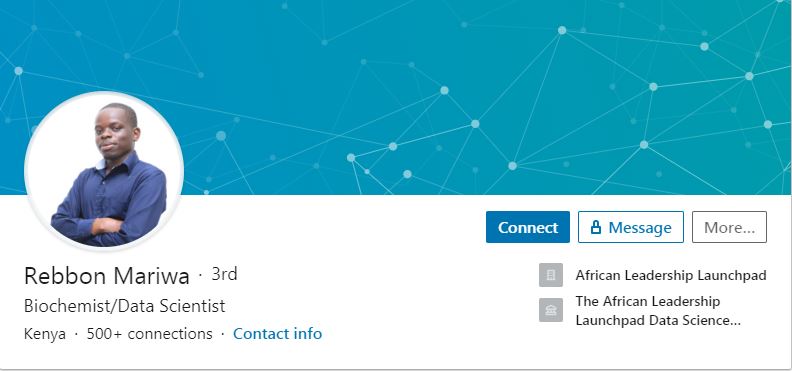 Connect
Message
More...
Rebbon Mariwa · 3rd
Biochemist/Data Scientist
Kenya · 500+ connections · Contact info
African Leadership Launchpad
The African Leadership
Launchpad Data Science...